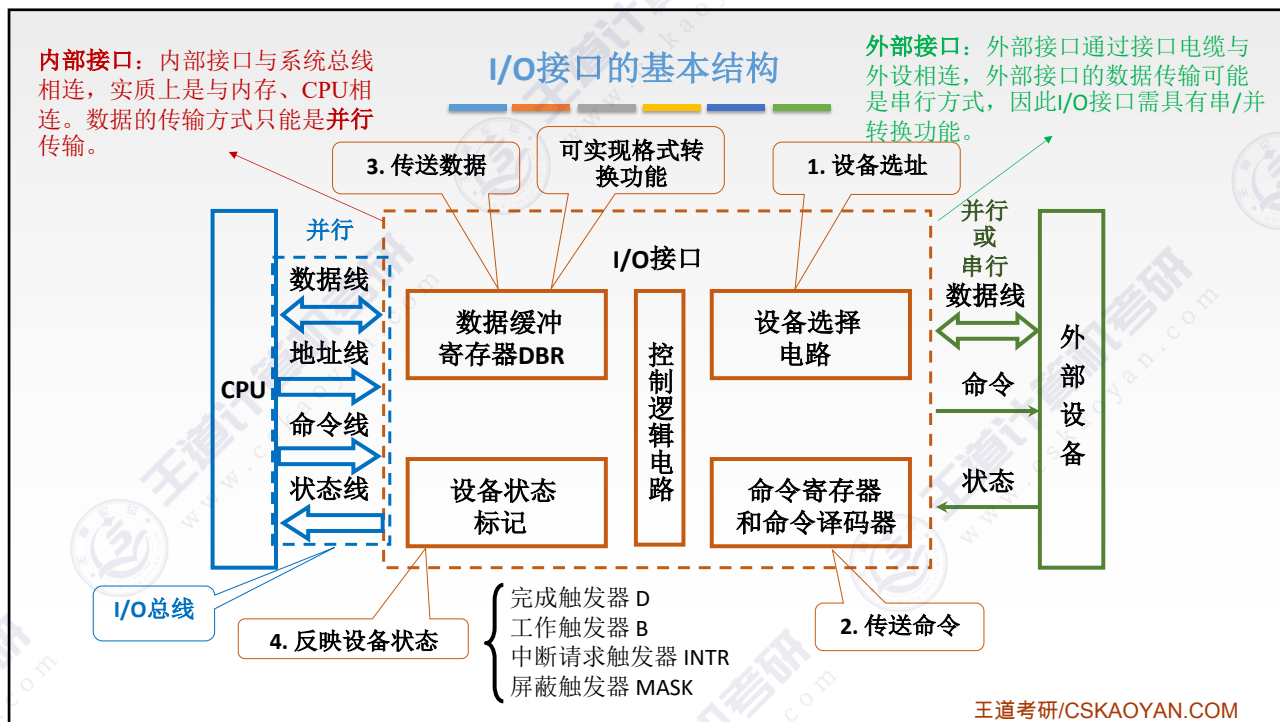 I/O接口的基本结构
内部接口：内部接口与系统总线
相连，实质上是与内存、CPU相
连。数据的传输方式只能是并行
传输。
外部接口：外部接口通过接口电缆与
外设相连，外部接口的数据传输可能
是串行方式，因此I/O接口需具有串/并
转换功能。
3. 传送数据
可实现格式转
换功能
1. 设备选址
CPU
并行
数据线
地址线
命令线
状态线
I/O总线
I/O接口
数据缓冲
寄存器DBR
控制逻辑电路
设备选择
电路
设备状态
标记
命令寄存器
和命令译码器
并行
或
串行
数据线
命令
状态
外部设备
4. 反映设备状态
完成触发器 D
工作触发器 B
中断请求触发器 INTR
屏蔽触发器 MASK
2. 传送命令
王道考研/CSKAOYAN.COM
王道计算机考研
www.cskaoyan.com